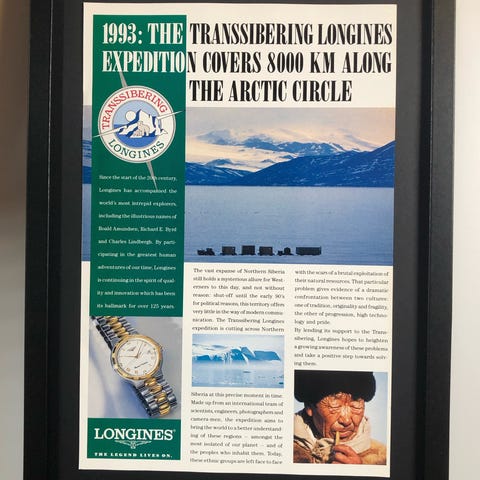 1993: THE TRANSSIBERING LONGINES
EXPEDITION COVERS 8000 KM ALONG
THE ARCTIC CIRCLE
TRANSSIBERING
LONGINES
Since the start of the 20th century,
Longines has accompanied the
world's most intrepid explorers,
including the illustrious names of
Roald Amundsen, Richard E. Byrd
and Charles Lindbergh. By parti-
cipating in the greatest human
adventures of our time, Longines
is continuing in the spirit of qual-
ity and innovation which has been
its hallmark for over 125 years
LONGINES
THE LEGEND LIVES ON.
The vast expanse of Northern Siberia
still holds a mysterious allure for West-
erners to this day, and not without
reason: shut-off until the early 90's
for political reasons, this territory offers
very little in the way of modern commu-
nication. The Transsibering Longines
expedition is cutting across Northern
Siberia at this precise moment in time.
Made up from an international team of
scientists, engineers, photographers and
camera-men, the expedition aims to
bring the world to a better understand-
ing of these regions – amongst the
most isolated of our planet – and of
the peoples who inhabit them. Today,
these ethnic groups are left face to face
with the scars of a brutal exploitation of
their natural resources. That particular
problem gives evidence of a dramatic
confrontation between two cultures:
one of tradition, originality and fragility,
the other of progress, high technology
and pride.
By lending its support to the Trans-
sibering, Longines hopes to heighten
a growing awareness of these problems
and take a positive step towards solv-
ing them.